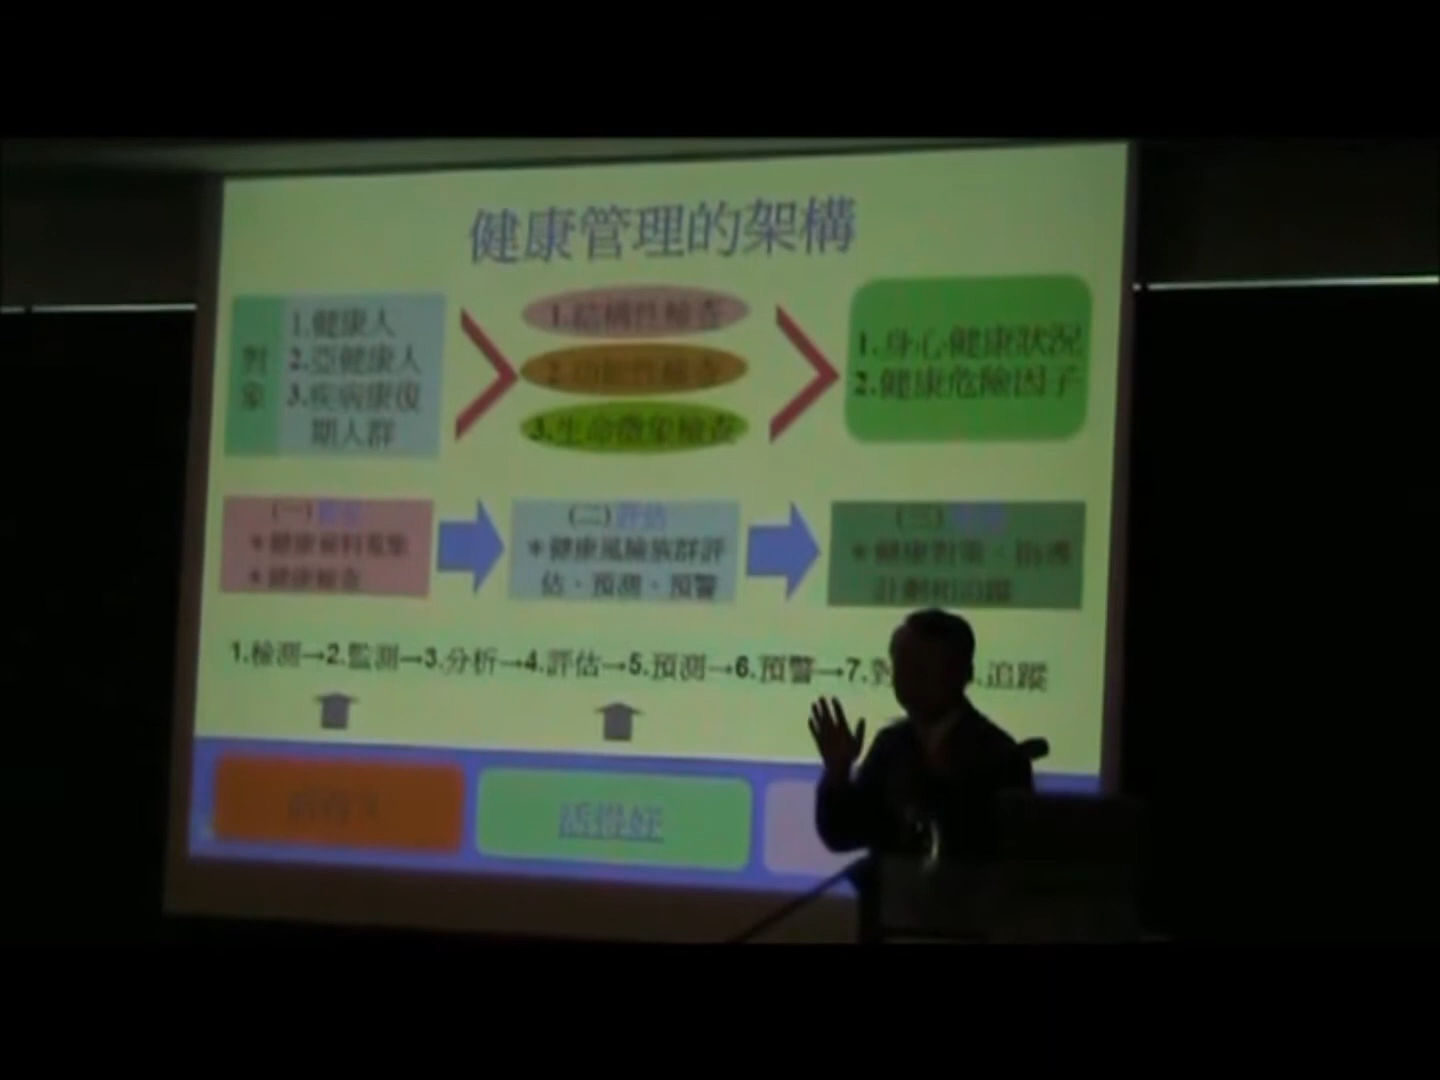 健康管理的架構
對象
1.健康人
2.亞健康人
3.疾病康復
期人群
1.結構性檢查
2.功能性檢查
3.生命徵象檢查
1.身心健康狀況
2.健康危險因子
(一)
*健康資料蒐集
*健康檢查
(二)評估
*健康風險族群評
估、預測、預警
(三)
*健康對策、指導
計劃和追蹤
1.檢測→2.監測→3.分析→4.評估→5.預測→6.預警→7.對
.追蹤
活得好